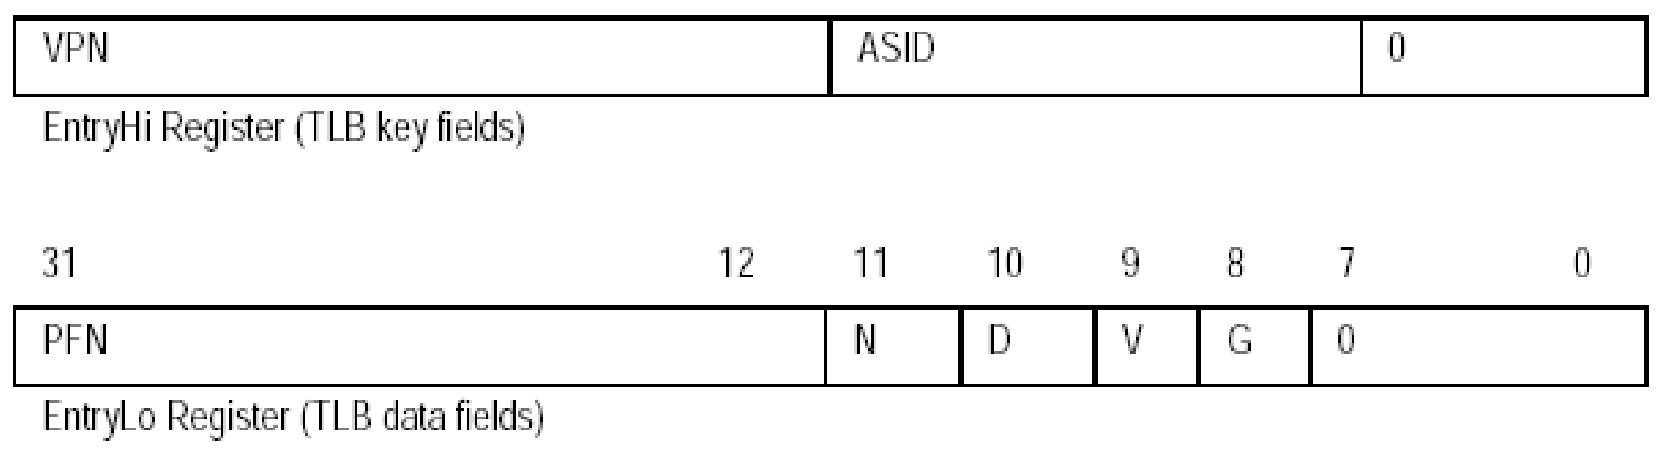 VPN ASID 0
EntryHi Register (TLB key fields)
31 12 11 10 9 8 7 0
PFN N D V G 0
EntryLo Register (TLB data fields)